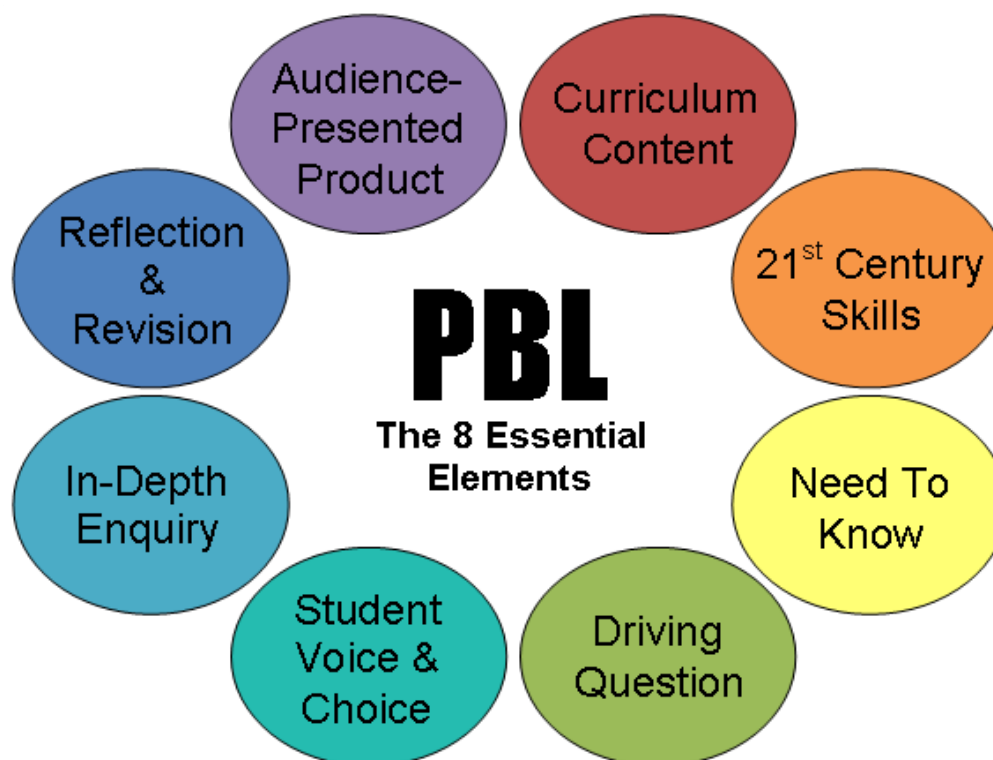 PBL
The 8 Essential
Elements
Curriculum
Content
21st Century
Skills
Need To
Know
Driving
Question
Student
Voice &
Choice
In-Depth
Enquiry
Reflection
&
Revision
Audience-
Presented
Product